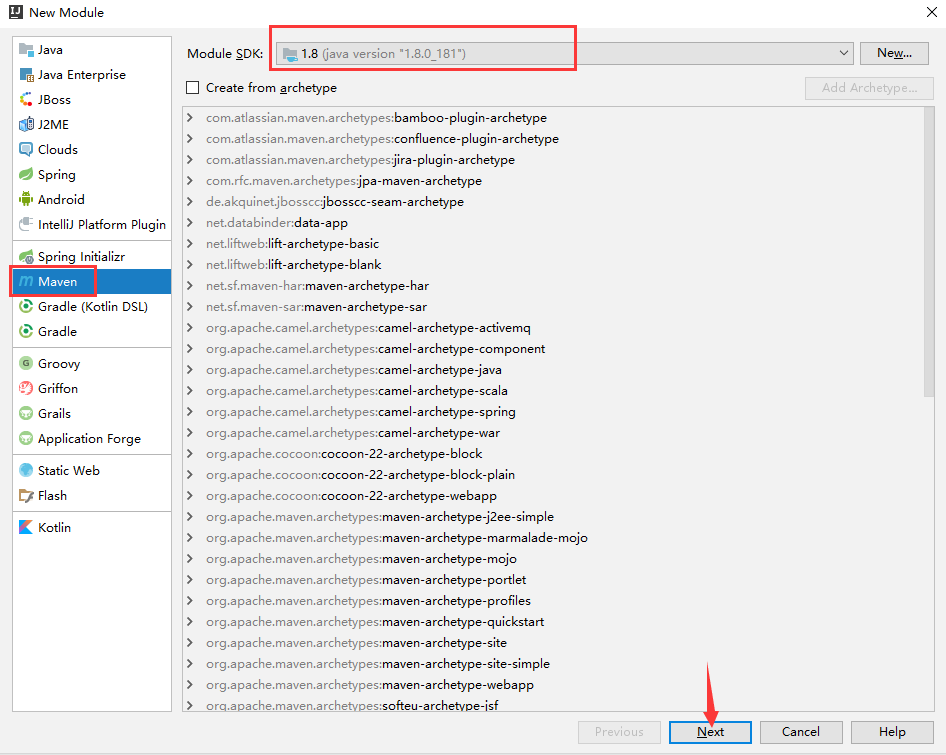 New Module
Java
Java Enterprise
JBoss
J2ME
Clouds
Spring
Android
IntelliJ Platform Plugin
Spring Initializr
Maven
Gradle (Kotlin DSL)
Gradle
Groovy
Griffon
Grails
Application Forge
Static Web
Flash
Kotlin
Module SDK: 1.8 (java version "1.8.0_181") New...
Create from archetype Add Archetype...
com.atlassian.maven.archetypes:bamboo-plugin-archetype
com.atlassian.maven.archetypes:confluence-plugin-archetype
com.atlassian.maven.archetypes:jira-plugin-archetype
com.rfc.maven.archetypes:jpa-maven-archetype
de.akquinet.jbosscc:jbosscc-seam-archetype
net.databinder:data-app
net.liftweb:lift-archetype-basic
net.liftweb:lift-archetype-blank
net.sf.maven-har:maven-archetype-har
net.sf.maven-sar:maven-archetype-sar
org.apache.camel.archetypes:camel-archetype-activemq
org.apache.camel.archetypes:camel-archetype-component
org.apache.camel.archetypes:camel-archetype-java
org.apache.camel.archetypes:camel-archetype-scala
org.apache.camel.archetypes:camel-archetype-spring
org.apache.camel.archetypes:camel-archetype-war
org.apache.cocoon:cocoon-22-archetype-block
org.apache.cocoon:cocoon-22-archetype-block-plain
org.apache.cocoon:cocoon-22-archetype-webapp
org.apache.maven.archetypes:maven-archetype-j2ee-simple
org.apache.maven.archetypes:maven-archetype-marmalade-mojo
org.apache.maven.archetypes:maven-archetype-mojo
org.apache.maven.archetypes:maven-archetype-portlet
org.apache.maven.archetypes:maven-archetype-profiles
org.apache.maven.archetypes:maven-archetype-quickstart
org.apache.maven.archetypes:maven-archetype-site
org.apache.maven.archetypes:maven-archetype-site-simple
org.apache.maven.archetypes:maven-archetype-webapp
org.apache.maven.archetypes:softeu-archetype-jsf
Previous Next Cancel Help